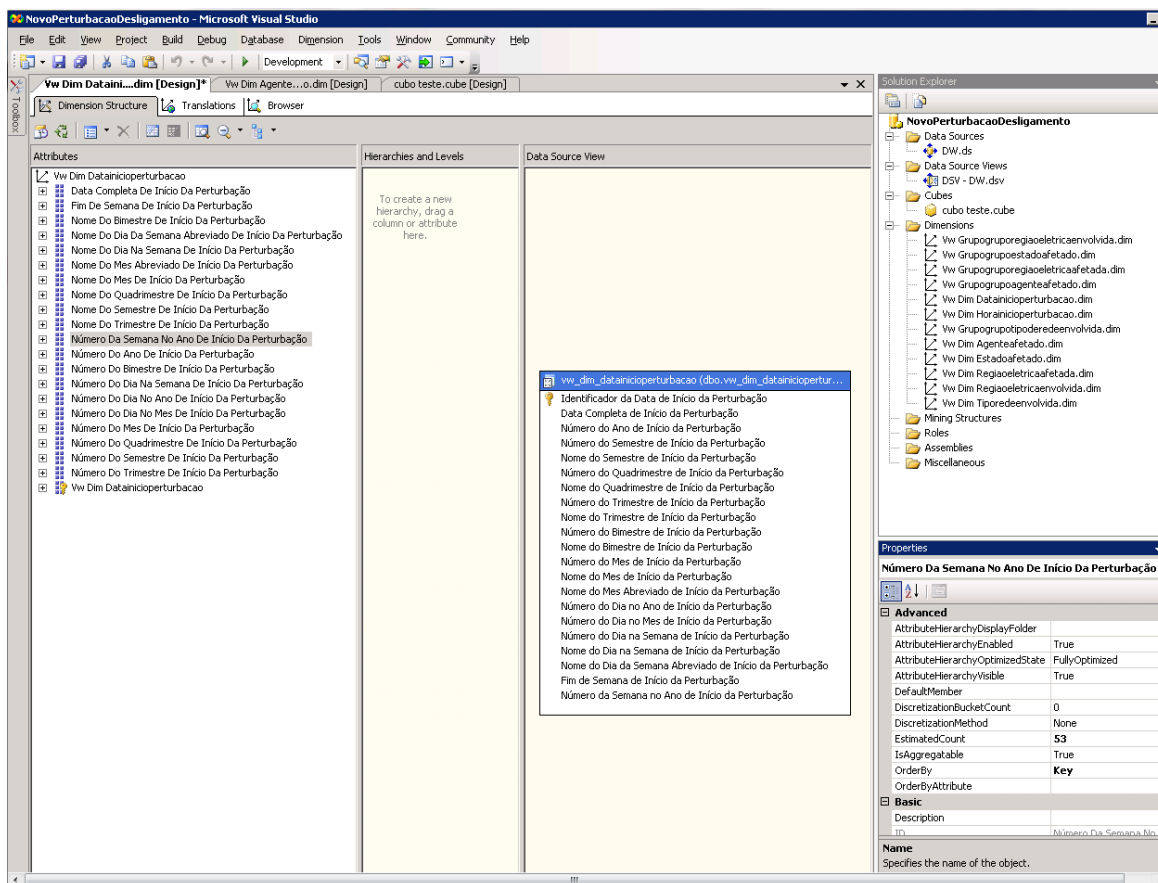 NovoPerturbacaoDesligamento - Microsoft Visual Studio
File Edit View Project Build Debug Database Dimension Tools Window Community Help
Development
Toolbox
Vw Dim Dataini....dim [Design]* Vw Dim Agente...o.dim [Design] cubo teste.cube [Design]
Dimension Structure Translations Browser
Attributes
Vw Dim Datainicioperturbacao
Data Completa De Início Da Perturbação
Fim De Semana De Início Da Perturbação
Nome Do Bimestre De Início Da Perturbação
Nome Do Dia Da Semana Abreviado De Início Da Perturbação
Nome Do Dia Na Semana De Início Da Perturbação
Nome Do Mes Abreviado De Início Da Perturbação
Nome Do Mes De Início Da Perturbação
Nome Do Quadrimestre De Início Da Perturbação
Nome Do Semestre De Início Da Perturbação
Nome Do Trimestre De Início Da Perturbação
Número Da Semana No Ano De Início Da Perturbação
Número Do Ano De Início Da Perturbação
Número Do Bimestre De Início Da Perturbação
Número Do Dia Na Semana De Início Da Perturbação
Número Do Dia No Ano De Início Da Perturbação
Número Do Dia No Mes De Início Da Perturbação
Número Do Mes De Início Da Perturbação
Número Do Quadrimestre De Início Da Perturbação
Número Do Semestre De Início Da Perturbação
Número Do Trimestre De Início Da Perturbação
Vw Dim Datainicioperturbacao
Hierarchies and Levels
To create a new
hierarchy, drag a
column or attribute
here.
Data Source View
vw_dim_datainicioperturbacao (dbo.vw_dim_datainiciopertur...
Identificador da Data de Início da Perturbação
Data Completa de Início da Perturbação
Número do Ano de Início da Perturbação
Número do Semestre de Início da Perturbação
Nome do Semestre de Início da Perturbação
Número do Quadrimestre de Início da Perturbação
Nome do Quadrimestre de Início da Perturbação
Número do Trimestre de Início da Perturbação
Nome do Trimestre de Início da Perturbação
Número do Bimestre de Início da Perturbação
Nome do Bimestre de Início da Perturbação
Número do Mes de Início da Perturbação
Nome do Mes de Início da Perturbação
Nome do Mes Abreviado de Início da Perturbação
Número do Dia no Ano de Início da Perturbação
Número do Dia no Mes de Início da Perturbação
Número do Dia na Semana de Início da Perturbação
Nome do Dia na Semana de Início da Perturbação
Nome do Dia da Semana Abreviado de Início da Perturbação
Fim de Semana de Início da Perturbação
Número da Semana no Ano de Início da Perturbação
Solution Explorer
NovoPerturbacaoDesligamento
Data Sources
DW.ds
Data Source Views
DSV - DW.dsv
Cubes
cubo teste.cube
Dimensions
Vw Grupogruporegiaoeletricaenvolvida.dim
Vw Grupogrupoestadoafetado.dim
Vw Grupogruporegiaoeletricaafetada.dim
Vw Grupogrupoagenteafetado.dim
Vw Dim Datainicioperturbacao.dim
Vw Dim Horainicioperturbacao.dim
Vw Grupogrupotipoderedeenvolvida.dim
Vw Dim Agenteafetado.dim
Vw Dim Estadoafetado.dim
Vw Dim Regiaoeletricaafetada.dim
Vw Dim Regiaoeletricaenvolvida.dim
Vw Dim Tiporedeenvolvida.dim
Mining Structures
Roles
Assemblies
Miscellaneous
Properties
Número Da Semana No Ano De Início Da Perturbação
Advanced
AttributeHierarchyDisplayFolder
AttributeHierarchyEnabled True
AttributeHierarchyOptimizedState FullyOptimized
AttributeHierarchyVisible True
DefaultMember
DiscretizationBucketCount 0
DiscretizationMethod None
EstimatedCount 53
IsAggregatable True
OrderBy Key
OrderByAttribute
Basic
Description
ID Número Da Semana No
Name
Specifies the name of the object.